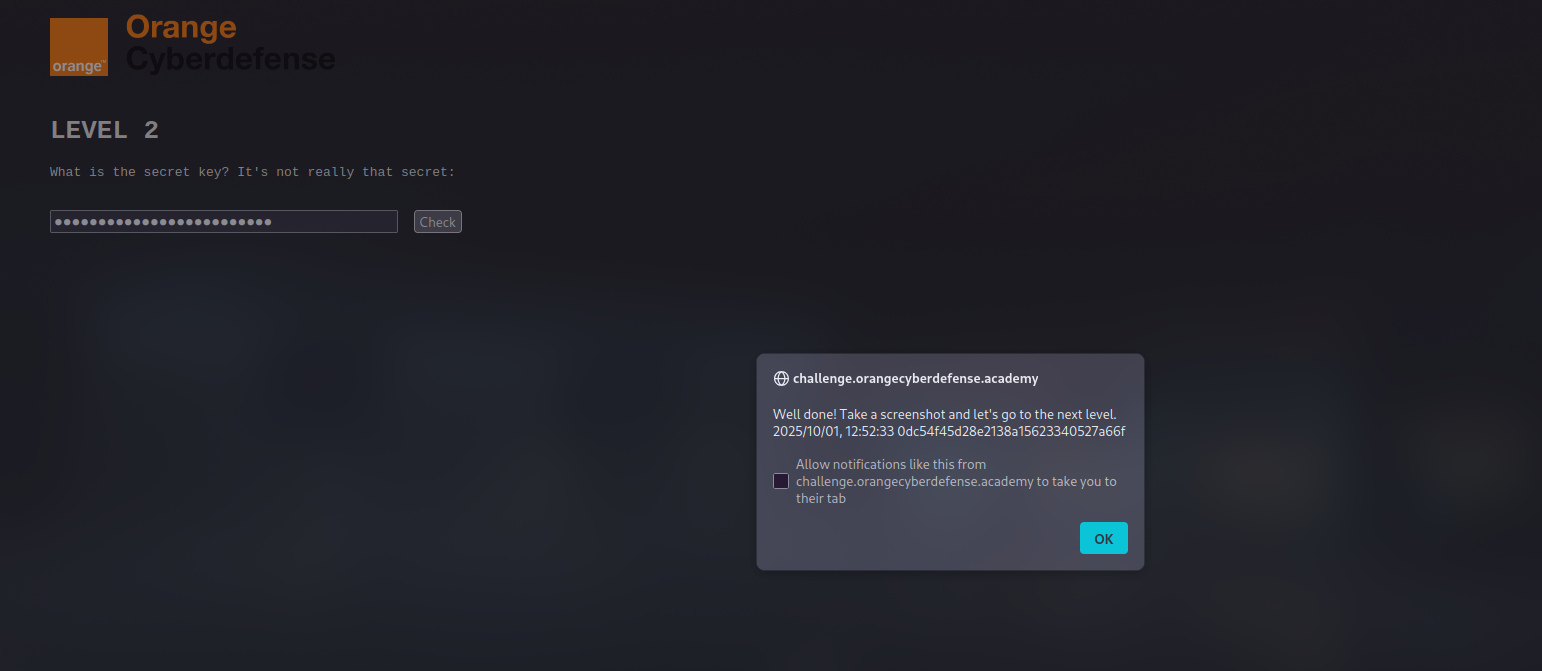 Orange
Cyberdefense
orange™
LEVEL 2
What is the secret key? It's not really that secret:
●●●●●●●●●●●●●●●●●●●●●●●●●
Check
challenge.orangecyberdefense.academy
Well done! Take a screenshot and let's go to the next level.
2025/10/01, 12:52:33 0dc54f45d28e2138a15623340527a66f
Allow notifications like this from
challenge.orangecyberdefense.academy to take you to
their tab
OK